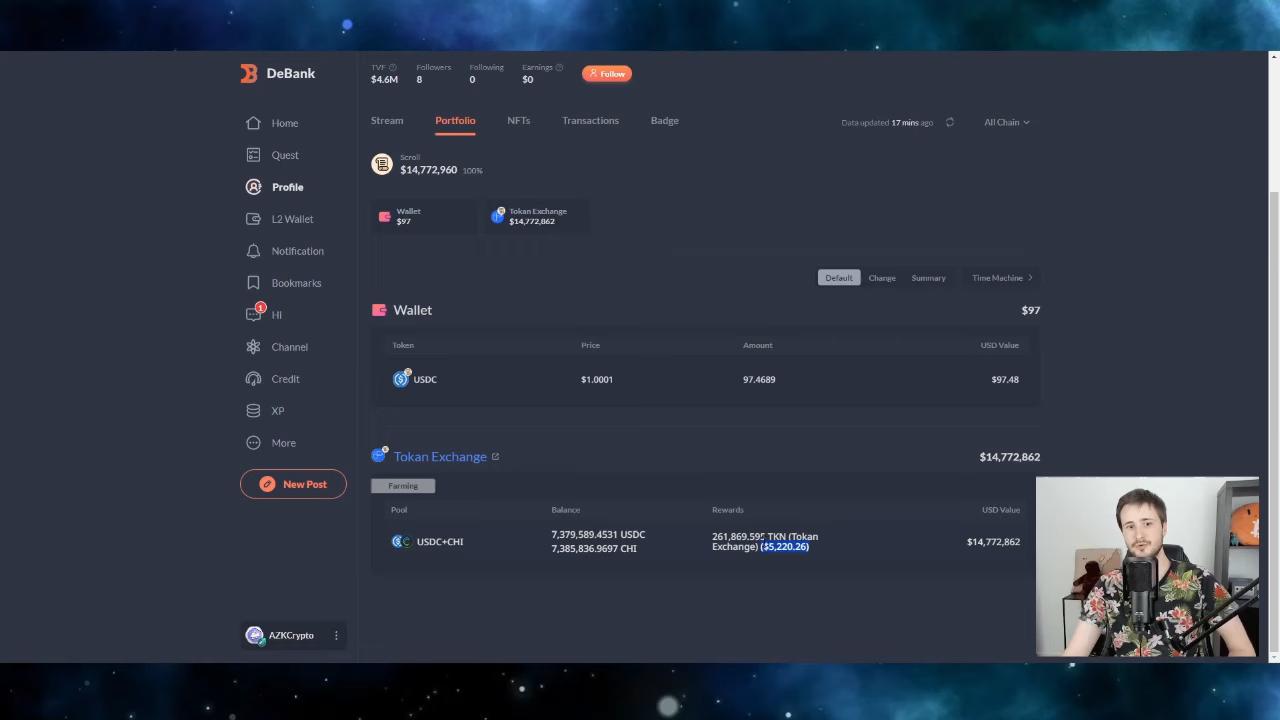 DeBank
Home
Quest
Profile
L2 Wallet
Notification
Bookmarks
1
Hi
Channel
Credit
XP
More
New Post
AZKCrypto
TVF
Followers
Following
Earnings
$4.6M
8
0
$0
Follow
Stream
Portfolio
NFTs
Transactions
Badge
Data updated 17 mins ago
All Chain
Scroll
$14,772,960 100%
Wallet
$97
Tokan Exchange
$14,772,862
Default
Change
Summary
Time Machine
Wallet
$97
Token
Price
Amount
USD Value
USDC
$1.0001
97.4689
$97.48
Tokan Exchange
$14,772,862
Farming
Pool
Balance
Rewards
USD Value
USDC+CHI
7,379,589.4531 USDC
7,385,836.9697 CHI
261,869.595 TKN (Tokan
Exchange) ($5,220.26)
$14,772,862